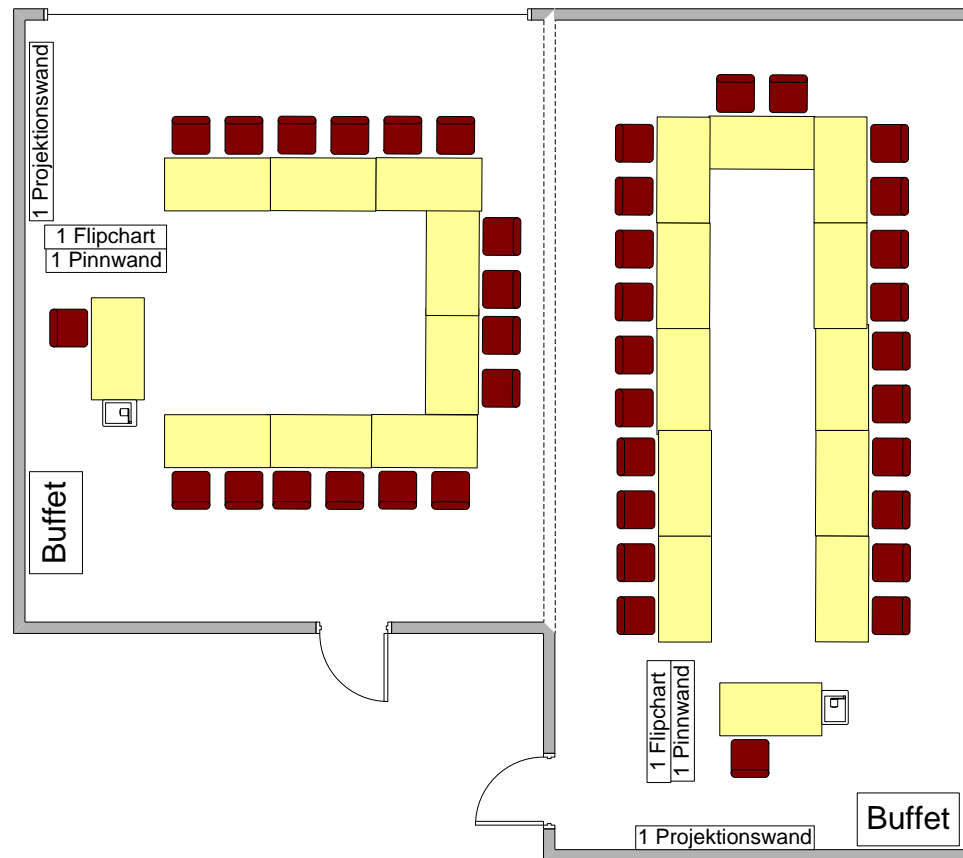 1 Projektionswand
1 Flipchart
1 Pinnwand
Buffet
1 Flipchart
1 Pinnwand
Buffet
1 Projektionswand